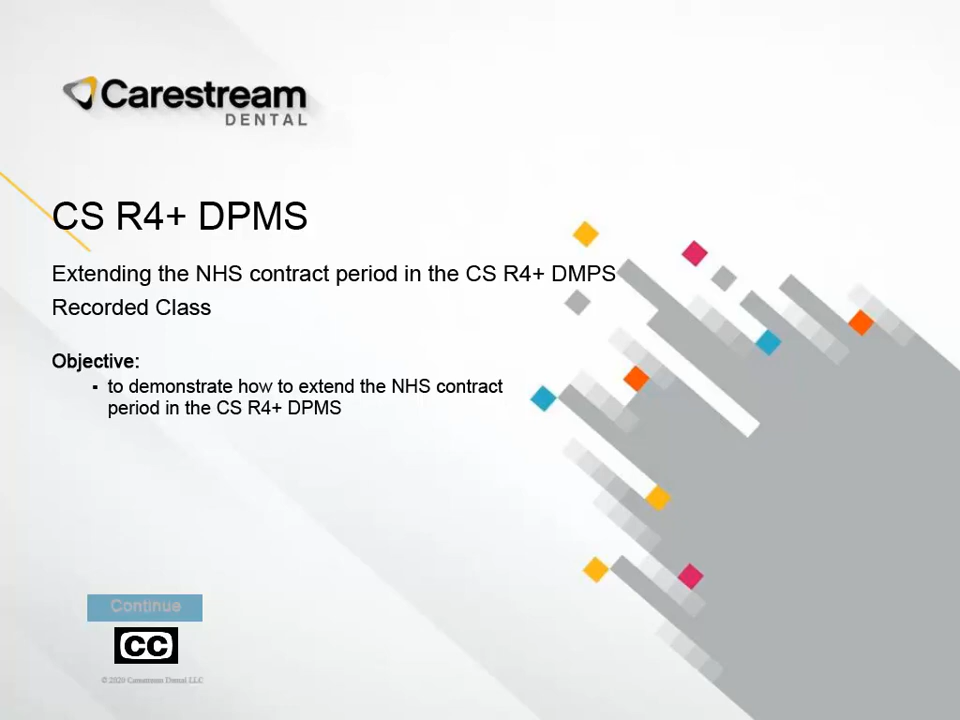 Carestream
DENTAL
CS R4+ DPMS
Extending the NHS contract period in the CS R4+ DMPS
Recorded Class
Objective:
▪ to demonstrate how to extend the NHS contract
period in the CS R4+ DPMS
Continue
CC
© 2020 Carestream Dental LLC